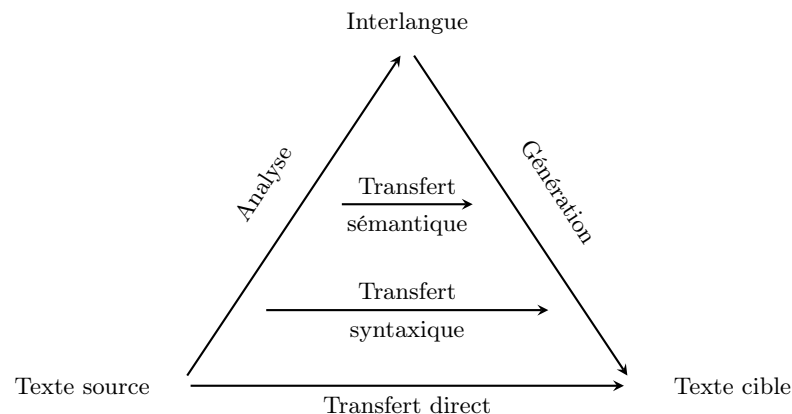 Interlangue
Analyse
Génération
Transfert
sémantique
Transfert
syntaxique
Texte source
Texte cible
Transfert direct